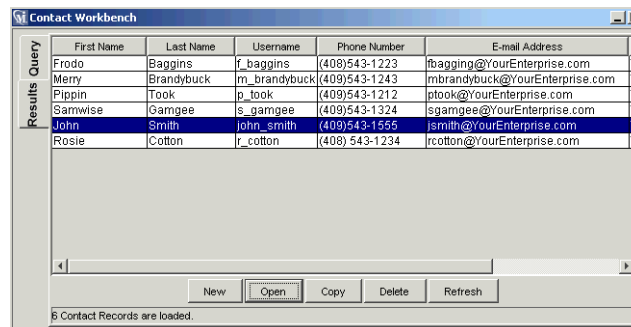 Contact Workbench
Query
Results
First Name Last Name Username Phone Number E-mail Address
Frodo Baggins f_baggins (408)543-1223 fbagging@YourEnterprise.com
Merry Brandybuck m_brandybuck (409)543-1243 mbrandybuck@YourEnterprise.com
Pippin Took p_took (409)543-1212 ptook@YourEnterprise.com
Samwise Gamgee s_gamgee (409)543-1324 sgamgee@YourEnterprise.com
John Smith john_smith (409)543-1555 jsmith@YourEnterprise.com
Rosie Cotton r_cotton (408) 543-1234 rcotton@YourEnterprise.com
New Open Copy Delete Refresh
6 Contact Records are loaded.